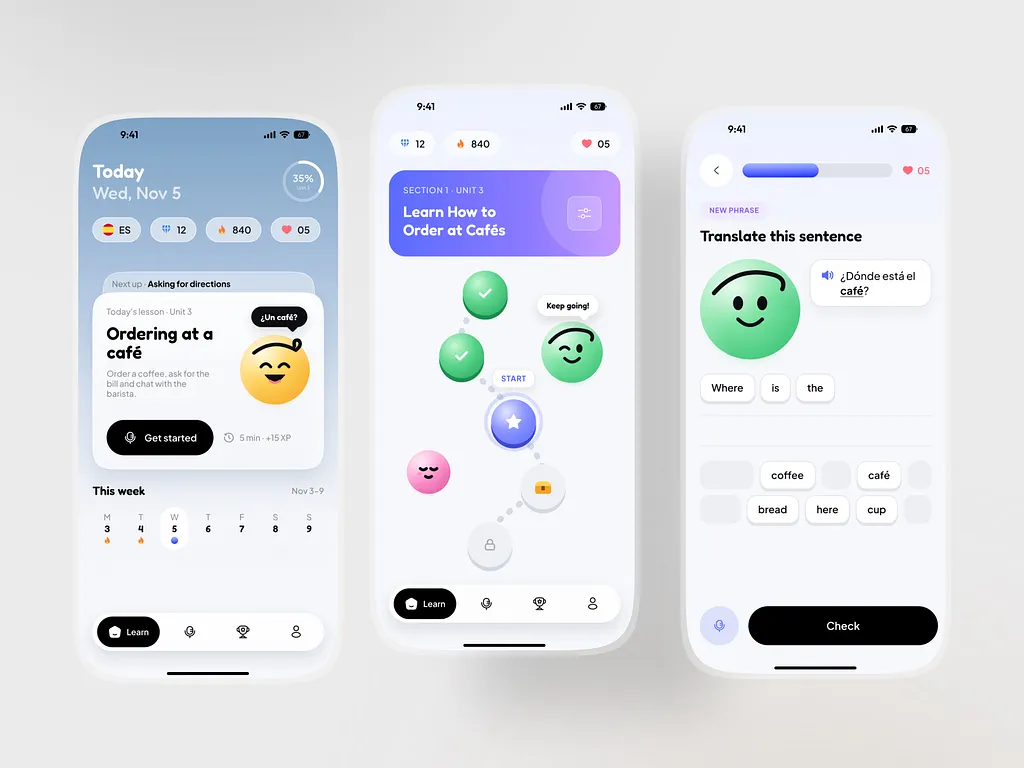 9:41
67
Today
Wed, Nov 5
35%
ES
12
840
05
Next up · Asking for directions
Today's lesson · Unit 3
¿Un café?
Ordering at a
café
Order a coffee, ask for the
bill and chat with the
barista.
Get started
5 min · +15 XP
This week
Nov 3-9
M T W T F S S
3 4 5 6 7 8 9
Learn
9:41
67
12
840
05
SECTION 1 · UNIT 3
Learn How to
Order at Cafés
Keep going!
START
Learn
9:41
67
05
NEW PHRASE
Translate this sentence
¿Dónde está el
café?
Where is the
coffee café
bread here cup
Check